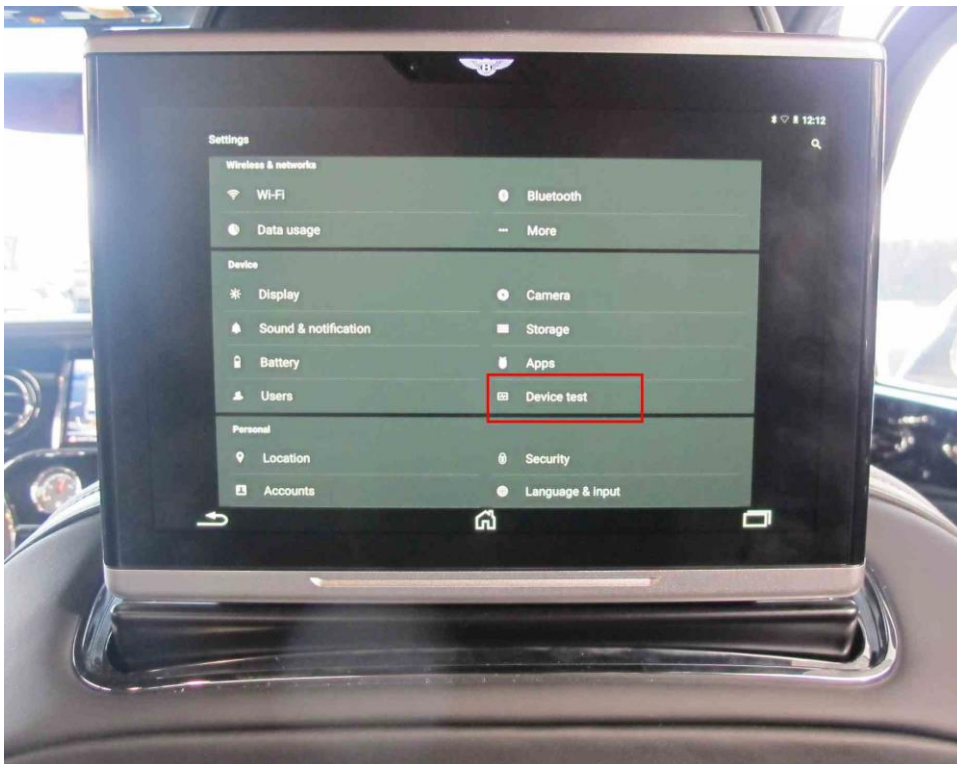 12:12
Settings
Wireless & networks
Wi-Fi
Bluetooth
Data usage
More
Device
Display
Camera
Sound & notification
Storage
Battery
Apps
Users
Device test
Personal
Location
Security
Accounts
Language & input